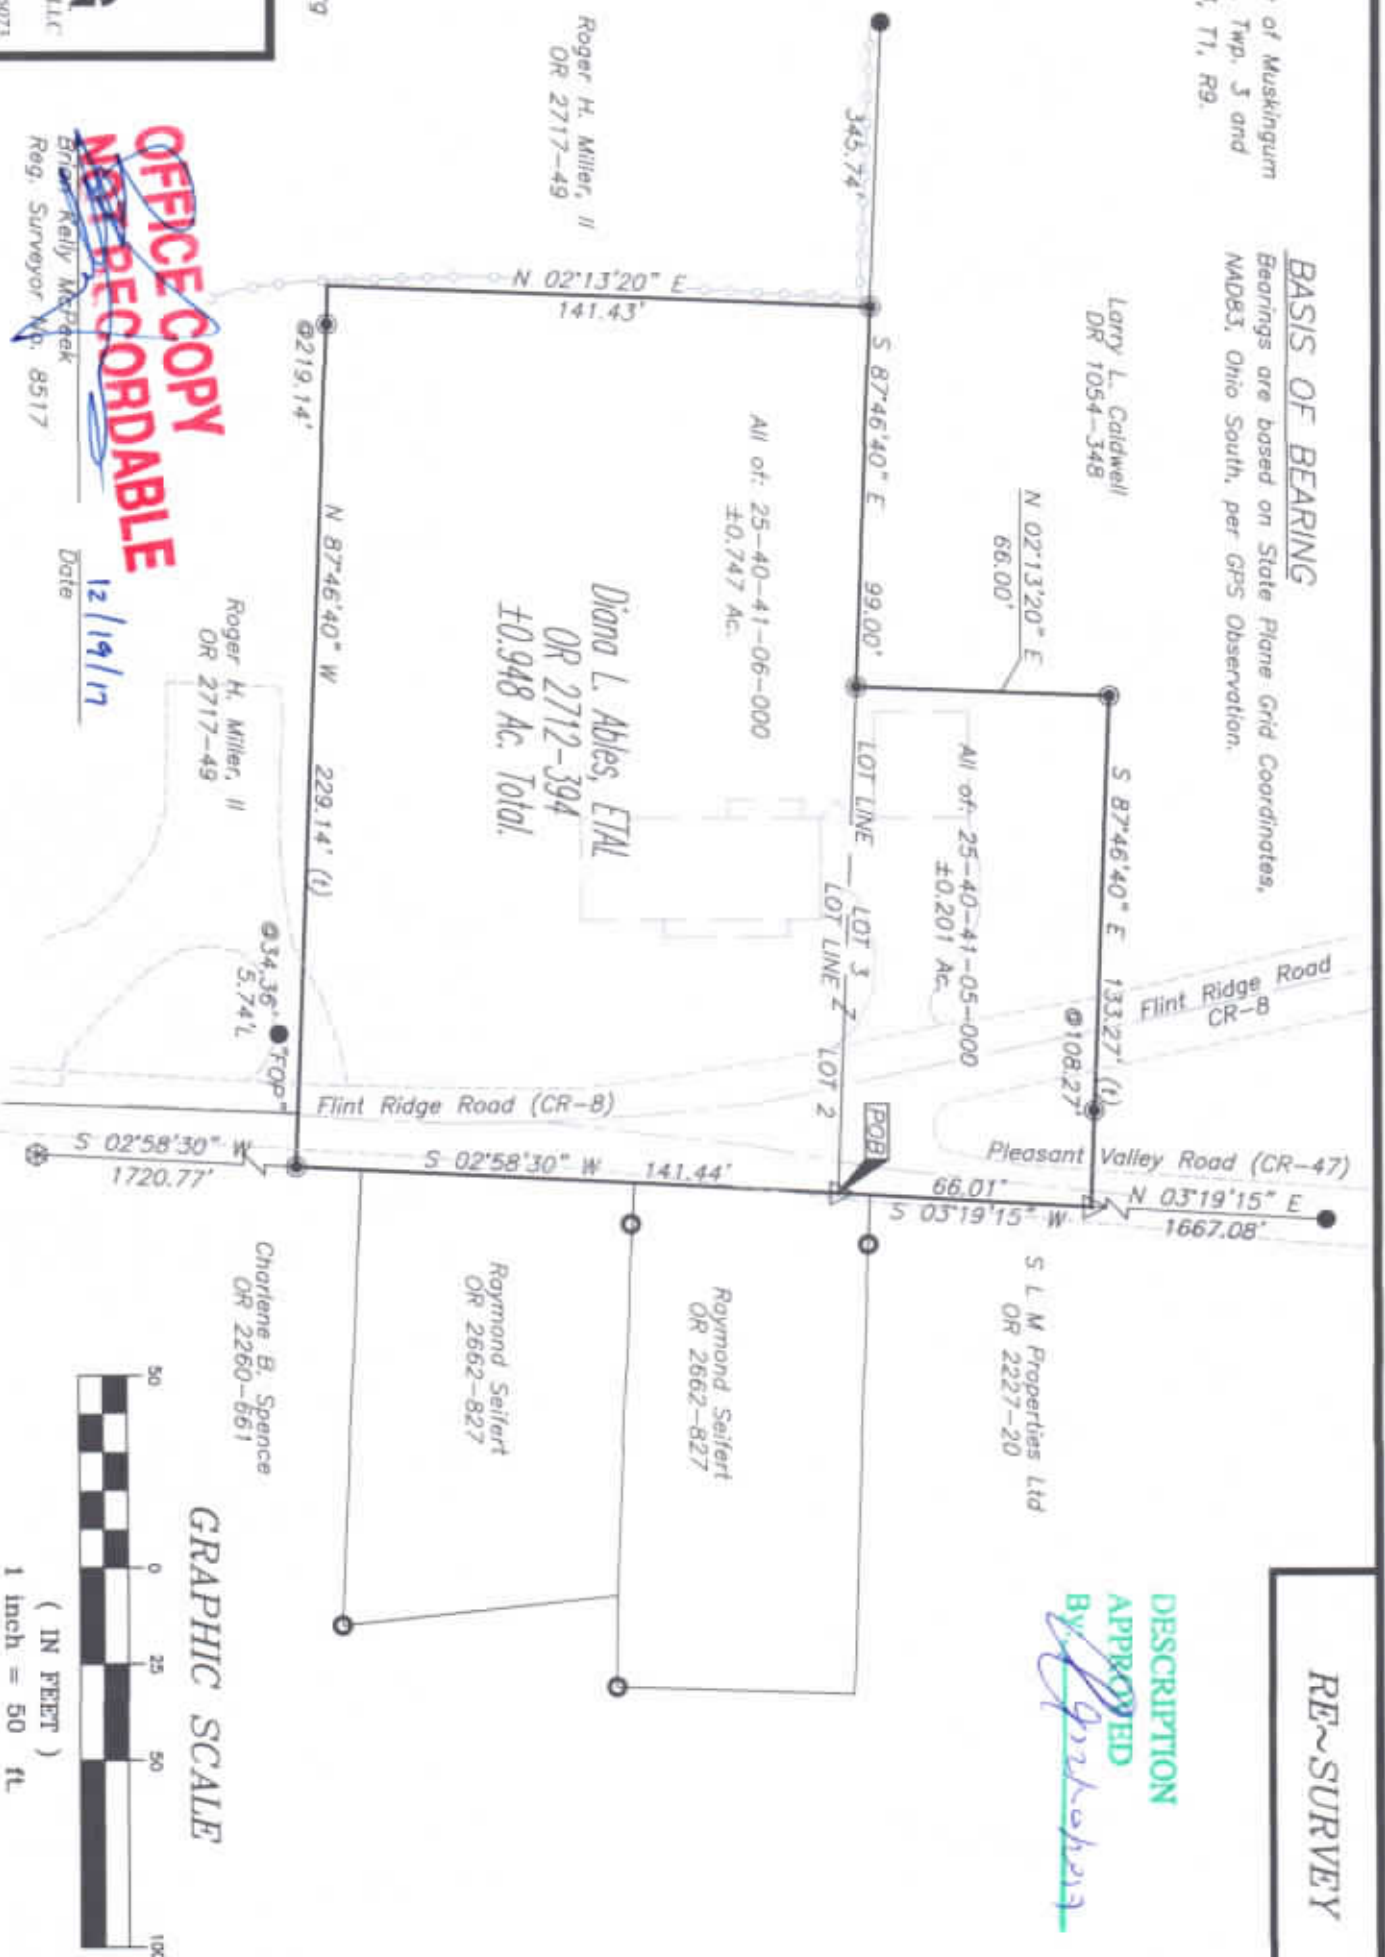 RE~SURVEY
of Muskingum
Twp. 3 and
T1, R9.
BASIS OF BEARING
Bearings are based on State Plane Grid Coordinates,
NAD83, Ohio South, per GPS Observation.
DESCRIPTION
APPROVED
By:
Larry L. Caldwell
DR 1054-348
N 02°13'20" E
66.00'
S 87°46'40" E 133.27' (t)
@108.27'
Flint Ridge Road
CR-8
Pleasant Valley Road (CR-47)
N 03°19'15" E
1667.08'
66.01'
S 03°19'15" W
S L M Properties Ltd
OR 2227-20
345.74'
S 87°46'40" E 99.00'
All of: 25-40-41-05-000
±0.201 Ac.
LOT LINE
LOT 3
LOT LINE
LOT 2
POB
All of: 25-40-41-06-000
±0.747 Ac.
Roger H. Miller, II
OR 2717-49
N 02°13'20" E
141.43'
Diana L. Ables, ETAL
OR 2712-394
±0.948 Ac. Total.
Raymond Seifert
OR 2662-827
Raymond Seifert
OR 2662-827
S 02°58'30" W 141.44'
Flint Ridge Road (CR-8)
@219.14'
N 87°46'40" W 229.14' (t)
@34.36'
5.74'L
"FOP"
S 02°58'30" W
1720.77'
Charlene B. Spence
OR 2260-661
Roger H. Miller, II
OR 2717-49
OFFICE COPY
NOT RECORDABLE
Brian Kelly McPeek
Reg. Surveyor No. 8517
12/19/17
Date
GRAPHIC SCALE
50 0 25 50 100
( IN FEET )
1 inch = 50 ft.
LLC